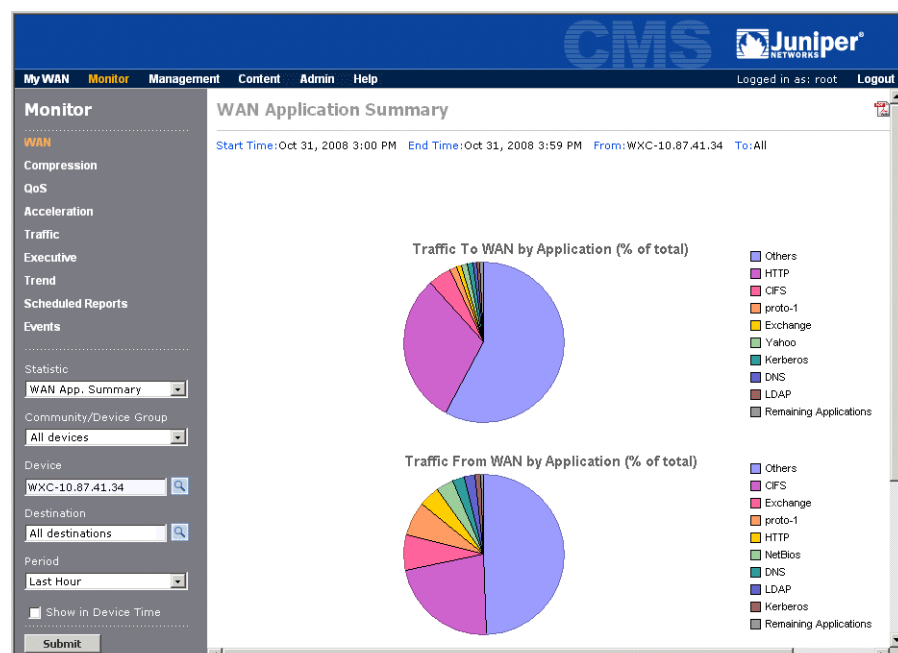 CMS
Juniper®
NETWORKS
My WAN Monitor Management Content Admin Help
Logged in as: root Logout
Monitor
WAN
Compression
QoS
Acceleration
Traffic
Executive
Trend
Scheduled Reports
Events
Statistic
WAN App. Summary
Community/Device Group
All devices
Device
WXC-10.87.41.34
Destination
All destinations
Period
Last Hour
Show in Device Time
Submit
WAN Application Summary
Start Time:Oct 31, 2008 3:00 PM End Time:Oct 31, 2008 3:59 PM From:WXC-10.87.41.34 To:All
Traffic To WAN by Application (% of total)
Others
HTTP
CIFS
proto-1
Exchange
Yahoo
Kerberos
DNS
LDAP
Remaining Applications
Traffic From WAN by Application (% of total)
Others
CIFS
Exchange
proto-1
HTTP
NetBios
DNS
LDAP
Kerberos
Remaining Applications